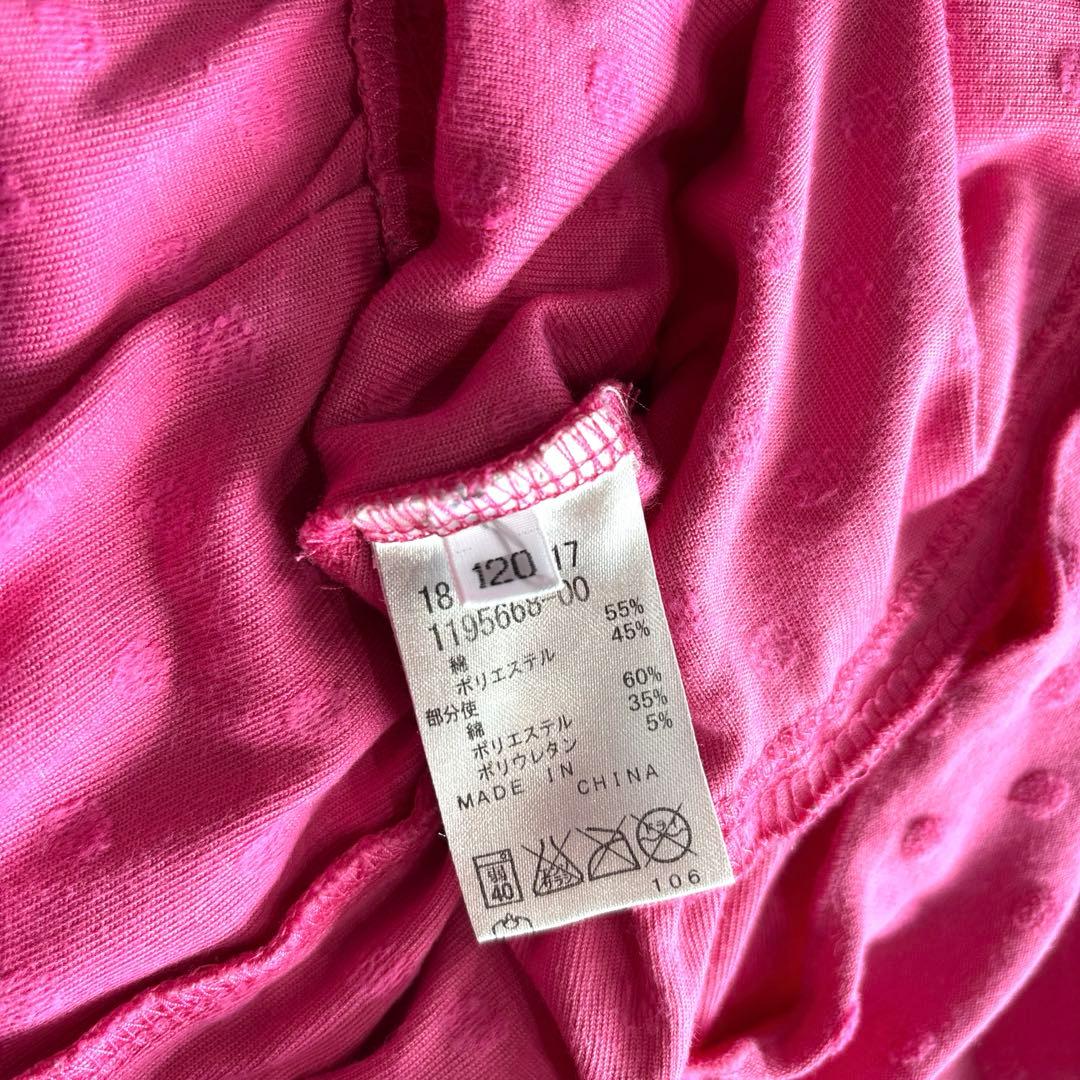 120
18 17
1195668-00
綿 55%
ポリエステル 45%
部分使
綿 60%
ポリエステル 35%
ポリウレタン 5%
MADE IN CHINA
40
106